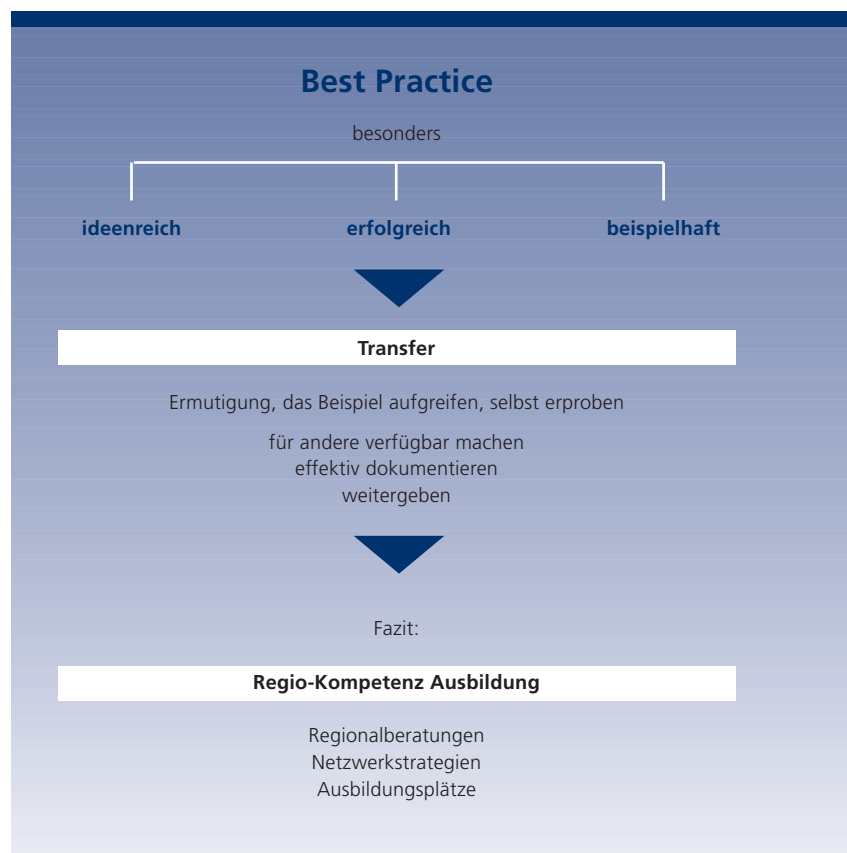 Best Practice
besonders
ideenreich erfolgreich beispielhaft
Transfer
Ermutigung, das Beispiel aufgreifen, selbst erproben
für andere verfügbar machen
effektiv dokumentieren
weitergeben
Fazit:
Regio-Kompetenz Ausbildung
Regionalberatungen
Netzwerkstrategien
Ausbildungsplätze